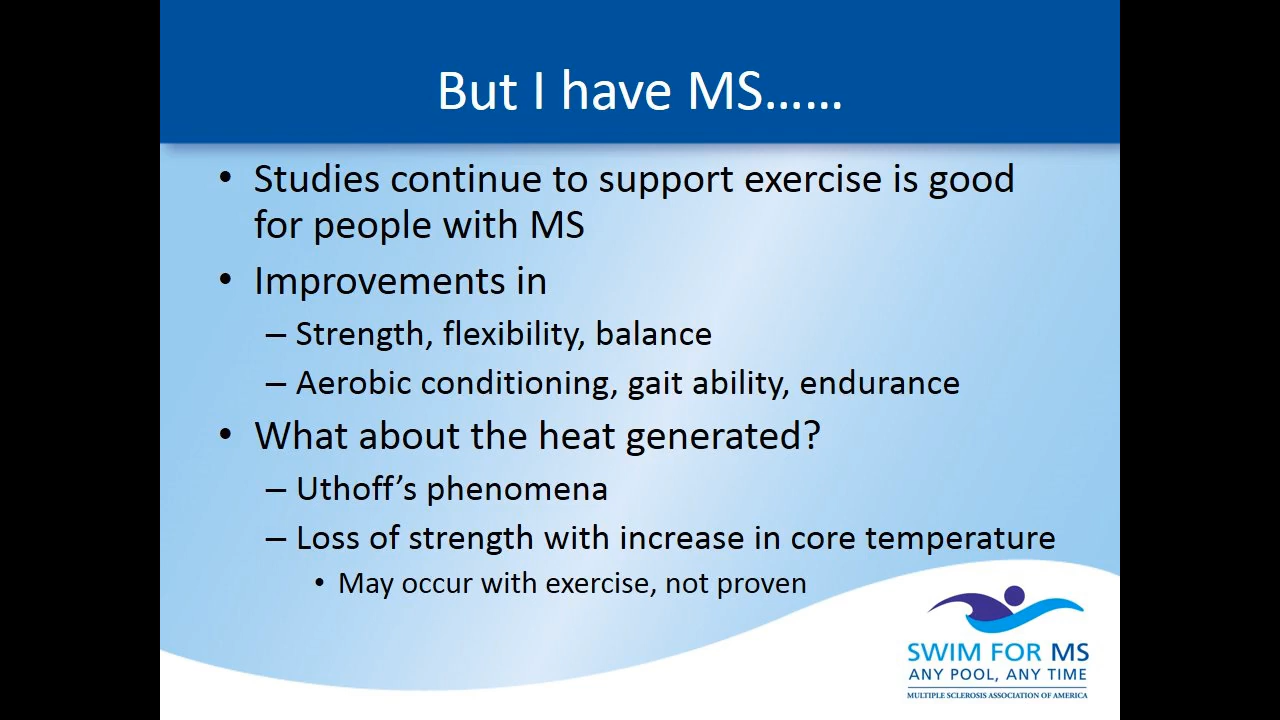 But I have MS……
• Studies continue to support exercise is good
for people with MS
• Improvements in
– Strength, flexibility, balance
– Aerobic conditioning, gait ability, endurance
• What about the heat generated?
– Uthoff’s phenomena
– Loss of strength with increase in core temperature
• May occur with exercise, not proven
SWIM FOR MS
ANY POOL, ANY TIME
MULTIPLE SCLEROSIS ASSOCIATION OF AMERICA